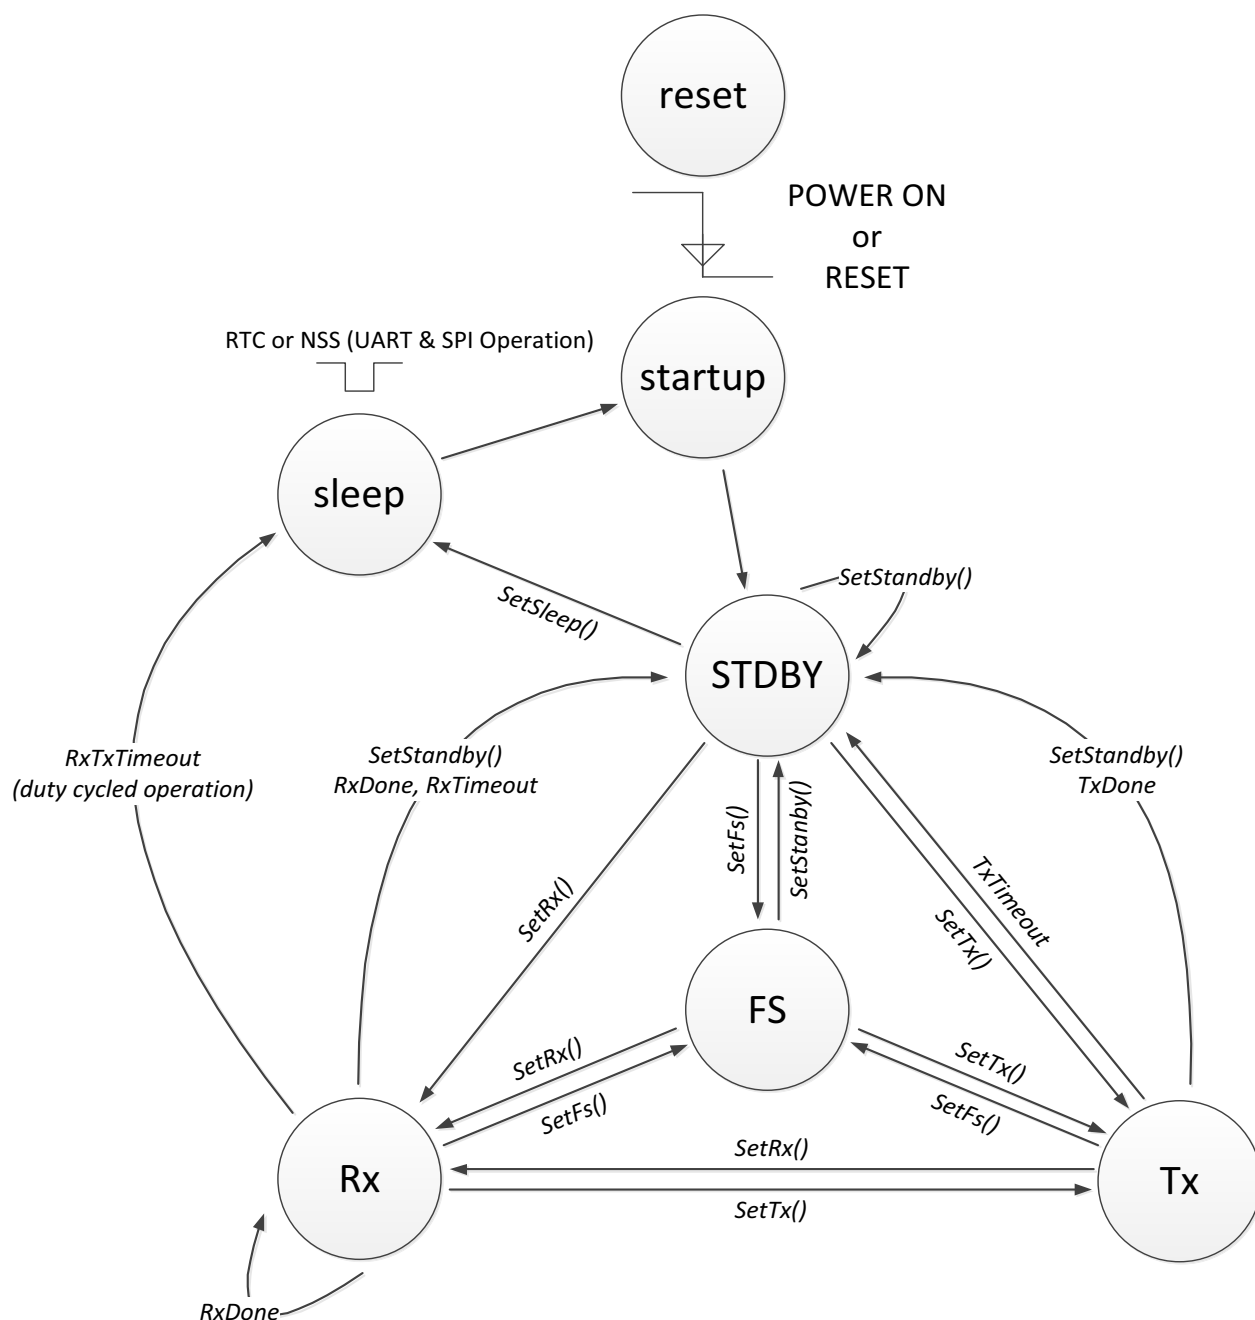 reset
POWER ON
or
RESET
RTC or NSS (UART & SPI Operation)
startup
sleep
SetStandby()
SetSleep()
STDBY
RxTxTimeout
(duty cycled operation)
SetStandby()
RxDone, RxTimeout
SetStandby()
TxDone
SetFs()
SetStanby()
TxTimeout
SetTx()
SetRx()
FS
SetRx()
SetFs()
SetTx()
SetFs()
SetRx()
Rx
Tx
SetTx()
RxDone